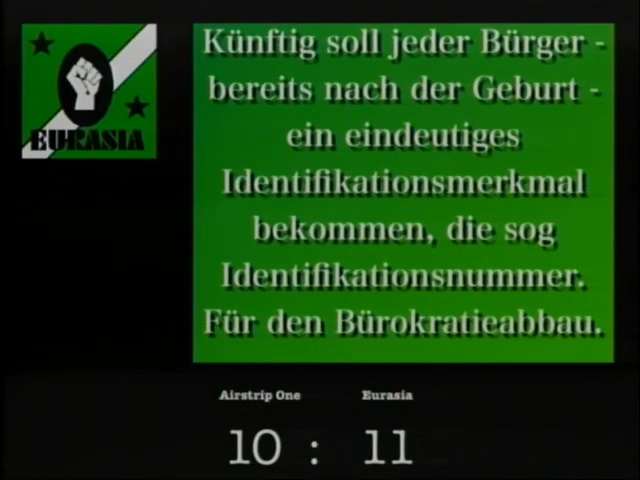 EURASIA
Künftig soll jeder Bürger -
bereits nach der Geburt -
ein eindeutiges
Identifikationsmerkmal
bekommen, die sog
Identifikationsnummer.
Für den Bürokratieabbau.
Airstrip One Eurasia
10 : 11